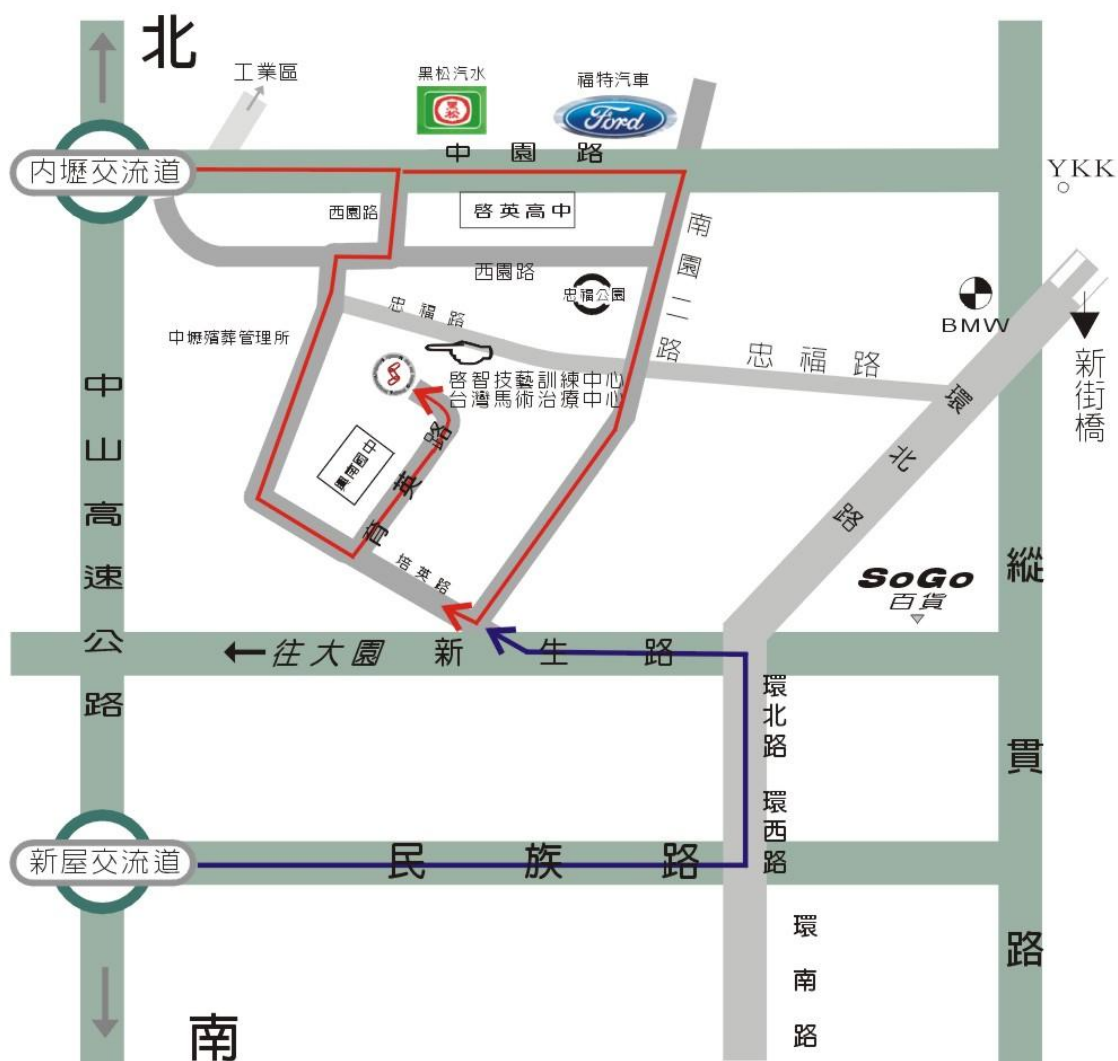 北
工業區
黑松汽水
福特汽車
黑松
Ford
中園路
內壢交流道
YKK
西園路
啓英高中
南園二路
西園路
忠福公園
忠福路
BMW
中壢殯葬管理所
忠福路
新街橋
啓智技藝訓練中心
台灣馬術治療中心
環北路
中山高速公路
興南國中
育英路
培英路
SoGo
百貨
縱貫路
往大園
新生路
環北路
環西路
新屋交流道
民族路
環南路
南